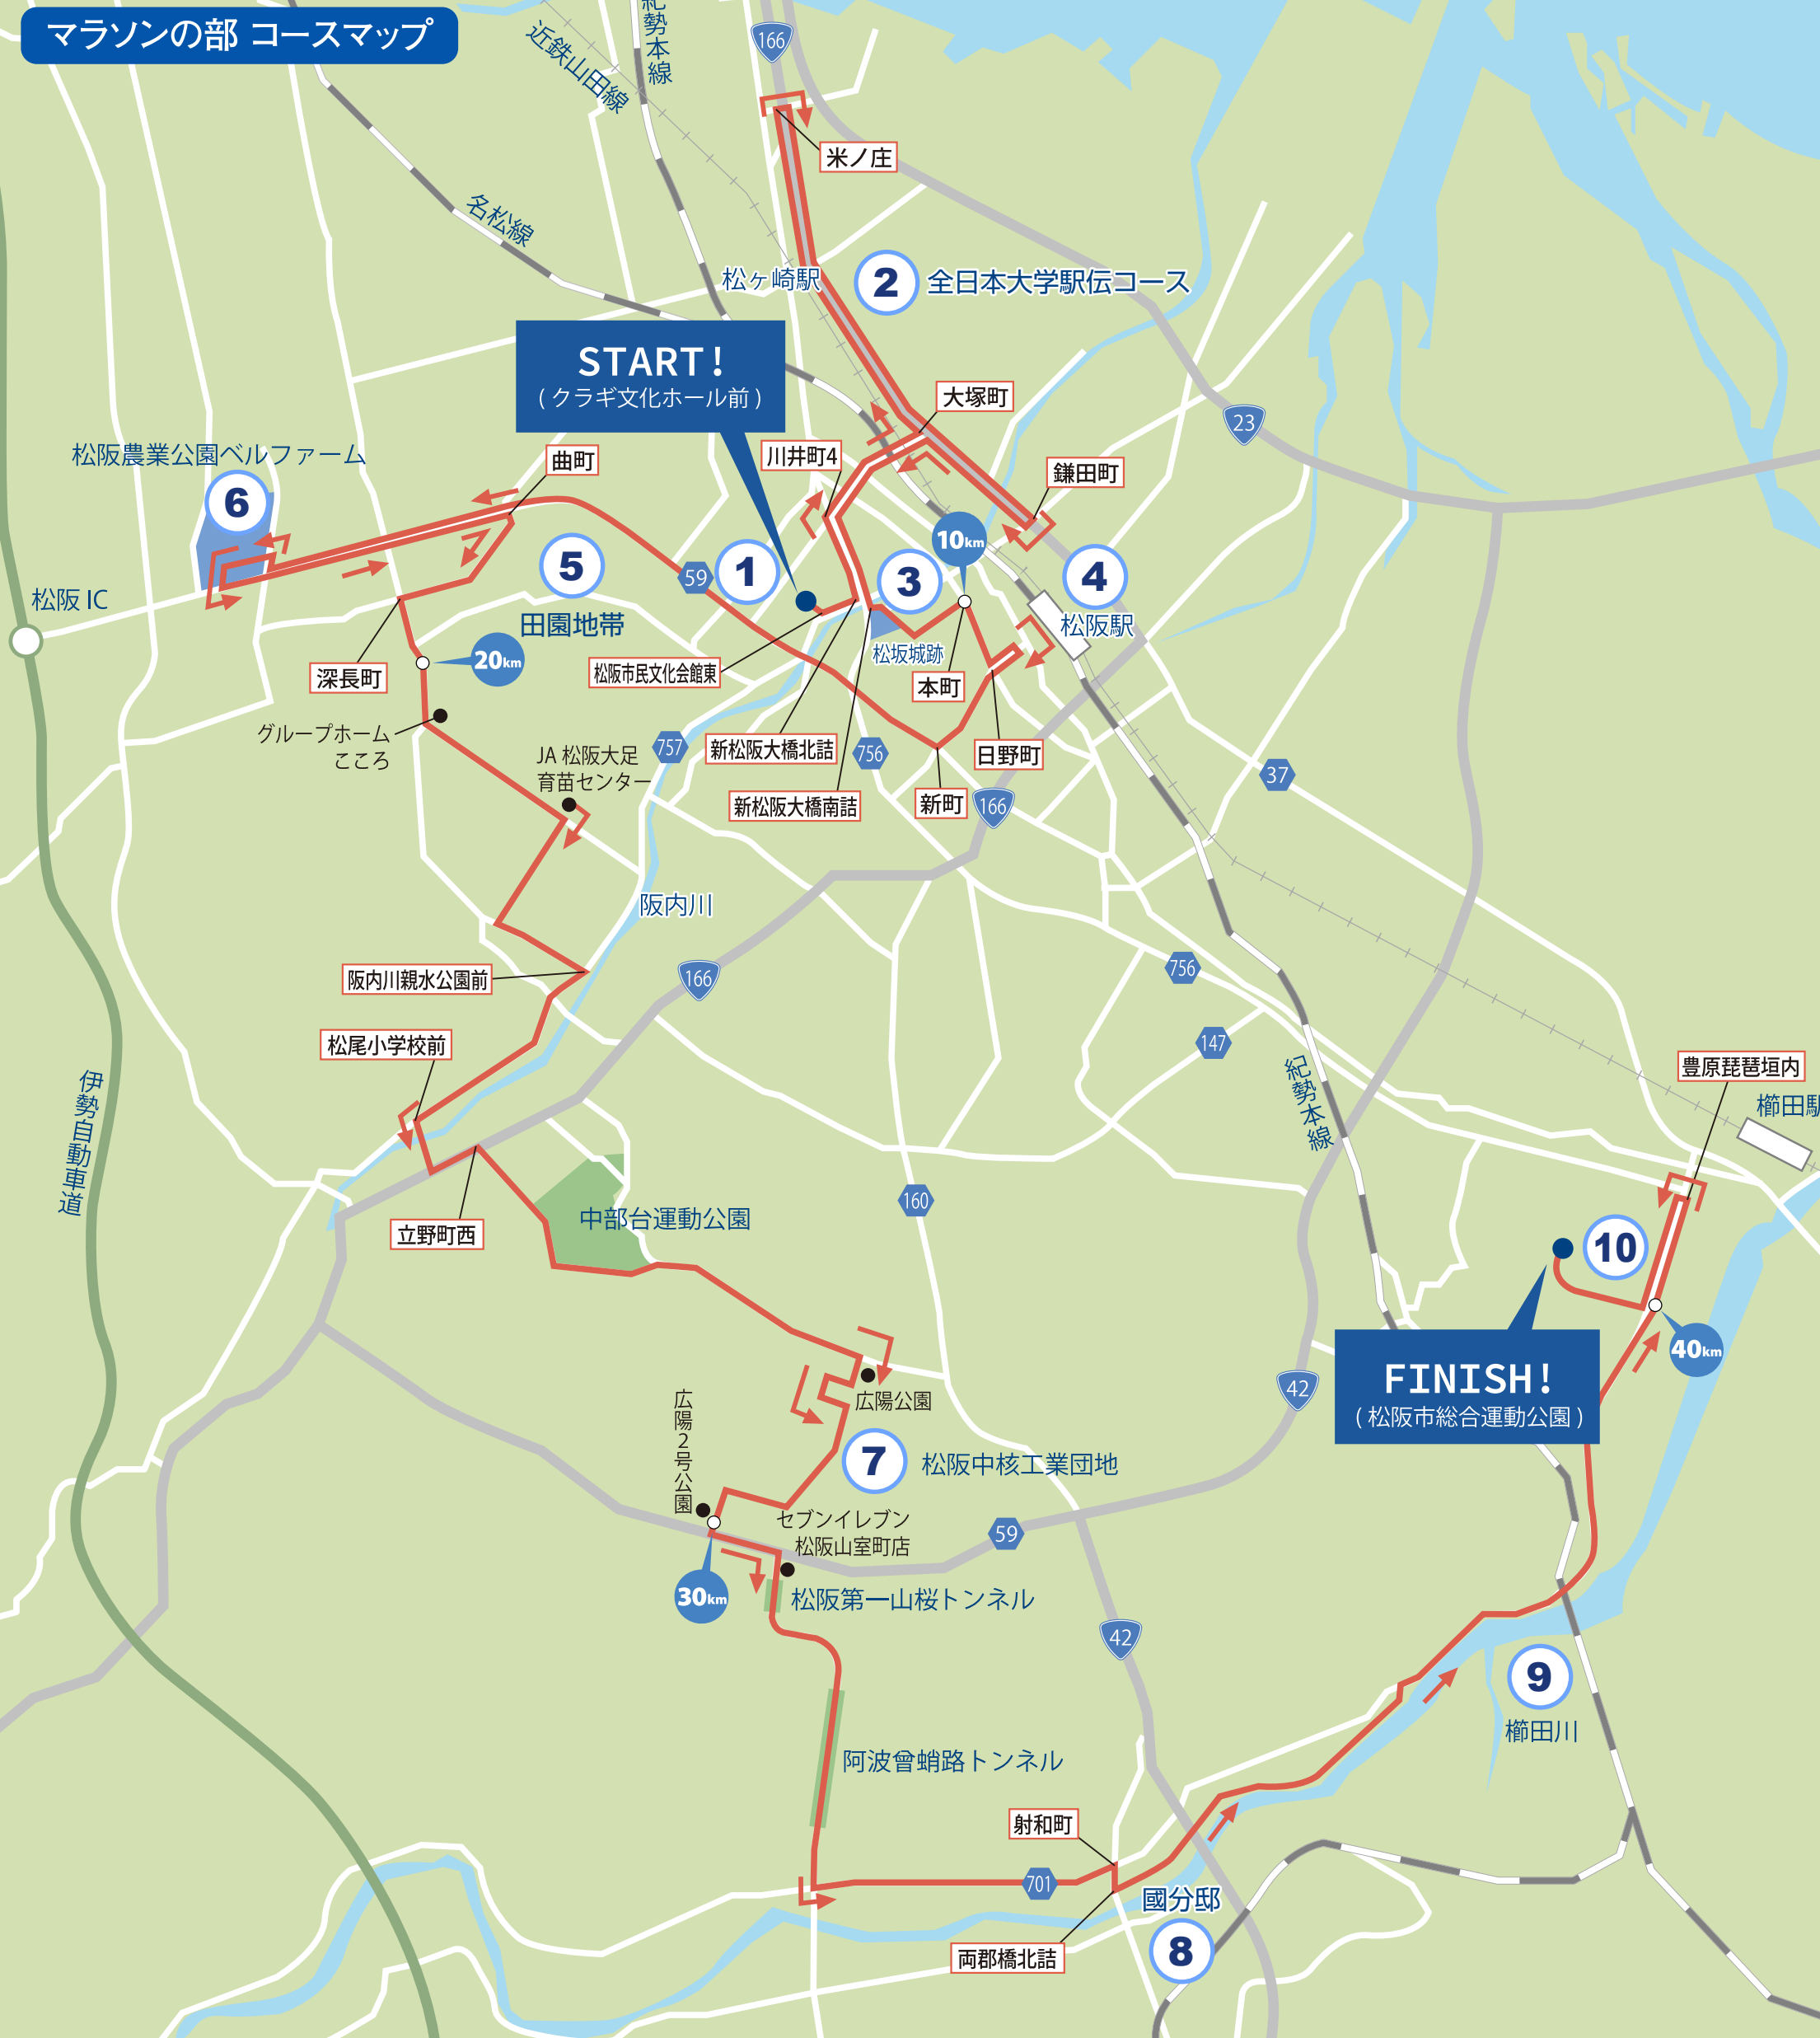 マラソンの部 コースマップ
166
近鉄山田線
紀勢本線
米ノ庄
名松線
松ヶ崎駅
2
全日本大学駅伝コース
START!
(クラギ文化ホール前)
大塚町
23
松阪農業公園ベルファーム
6
曲町
川井町4
鎌田町
10km
5
59
1
3
4
松阪 IC
田園地帯
松阪駅
20km
深長町
松阪市民文化会館東
松坂城跡
本町
グループホーム
こころ
JA 松阪大足
育苗センター
757
新松阪大橋北詰
756
日野町
37
新松阪大橋南詰
新町
166
阪内川
阪内川親水公園前
166
756
松尾小学校前
147
伊勢自動車道
紀勢本線
豊原琵琶垣内
櫛田駅
立野町西
中部台運動公園
160
10
40km
FINISH!
(松阪市総合運動公園)
広陽公園
42
広陽2号公園
7
松阪中核工業団地
セブンイレブン
松阪山室町店
59
30km
松阪第一山桜トンネル
42
9
櫛田川
阿波曾蛸路トンネル
射和町
701
國分邸
両郡橋北詰
8